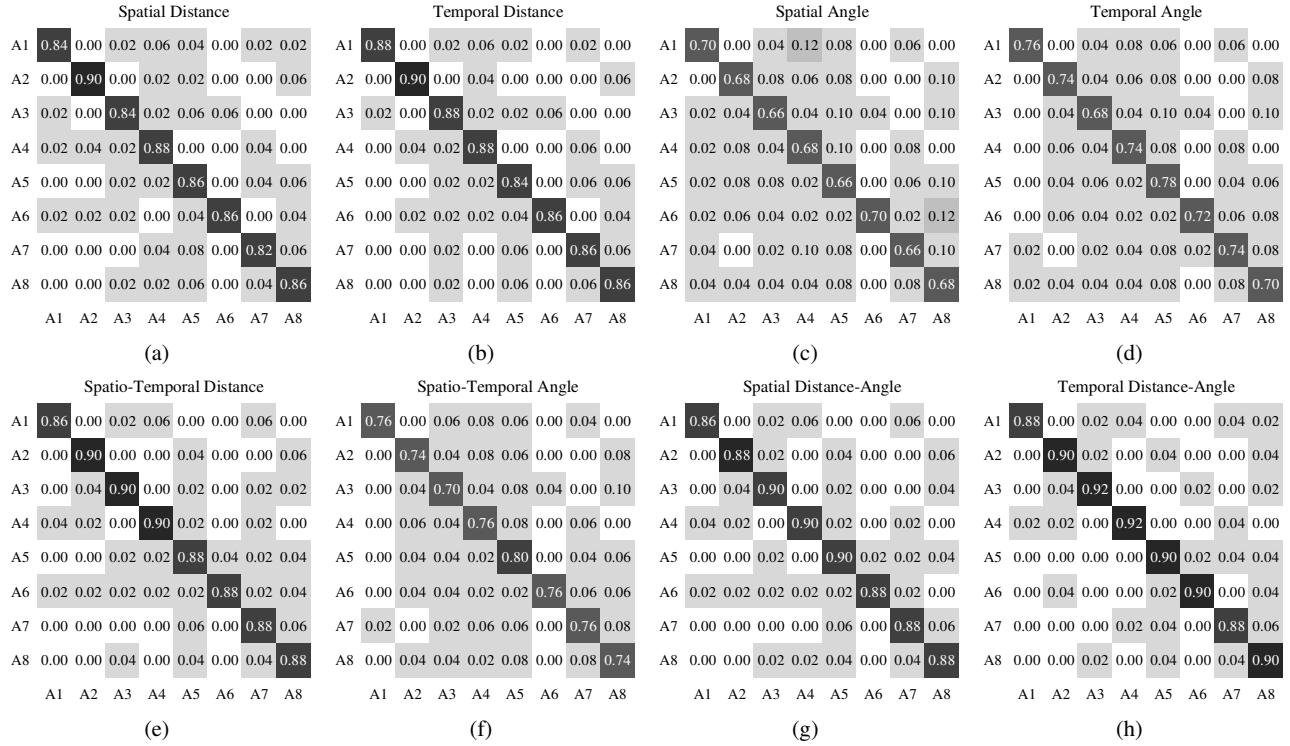 Spatial Distance
A1 0.84 0.00 0.02 0.06 0.04 0.00 0.02 0.02
A2 0.00 0.90 0.00 0.02 0.02 0.00 0.00 0.06
A3 0.02 0.00 0.84 0.02 0.06 0.06 0.00 0.00
A4 0.02 0.04 0.02 0.88 0.00 0.00 0.04 0.00
A5 0.00 0.00 0.02 0.02 0.86 0.00 0.04 0.06
A6 0.02 0.02 0.02 0.00 0.04 0.86 0.00 0.04
A7 0.00 0.00 0.00 0.04 0.08 0.00 0.82 0.06
A8 0.00 0.00 0.02 0.02 0.06 0.00 0.04 0.86
A1 A2 A3 A4 A5 A6 A7 A8
(a)
Temporal Distance
A1 0.88 0.00 0.02 0.06 0.02 0.00 0.02 0.00
A2 0.00 0.90 0.00 0.04 0.00 0.00 0.00 0.06
A3 0.02 0.00 0.88 0.02 0.02 0.06 0.00 0.00
A4 0.00 0.04 0.02 0.88 0.00 0.00 0.06 0.00
A5 0.00 0.00 0.02 0.02 0.84 0.00 0.06 0.06
A6 0.00 0.02 0.02 0.02 0.04 0.86 0.00 0.04
A7 0.00 0.00 0.02 0.00 0.06 0.00 0.86 0.06
A8 0.00 0.00 0.02 0.00 0.06 0.00 0.06 0.86
A1 A2 A3 A4 A5 A6 A7 A8
(b)
Spatial Angle
A1 0.70 0.00 0.04 0.12 0.08 0.00 0.06 0.00
A2 0.00 0.68 0.08 0.06 0.08 0.00 0.00 0.10
A3 0.02 0.04 0.66 0.04 0.10 0.04 0.00 0.10
A4 0.02 0.08 0.04 0.68 0.10 0.00 0.08 0.00
A5 0.02 0.08 0.08 0.02 0.66 0.00 0.06 0.10
A6 0.02 0.06 0.04 0.02 0.02 0.70 0.02 0.12
A7 0.04 0.00 0.02 0.10 0.08 0.00 0.66 0.10
A8 0.04 0.04 0.04 0.04 0.08 0.00 0.08 0.68
A1 A2 A3 A4 A5 A6 A7 A8
(c)
Temporal Angle
A1 0.76 0.00 0.04 0.08 0.06 0.00 0.06 0.00
A2 0.00 0.74 0.04 0.06 0.08 0.00 0.00 0.08
A3 0.00 0.04 0.68 0.04 0.10 0.04 0.00 0.10
A4 0.00 0.06 0.04 0.74 0.08 0.00 0.08 0.00
A5 0.00 0.04 0.06 0.02 0.78 0.00 0.04 0.06
A6 0.00 0.06 0.04 0.02 0.02 0.72 0.06 0.08
A7 0.02 0.00 0.02 0.04 0.08 0.02 0.74 0.08
A8 0.02 0.04 0.04 0.04 0.08 0.00 0.08 0.70
A1 A2 A3 A4 A5 A6 A7 A8
(d)
Spatio-Temporal Distance
A1 0.86 0.00 0.02 0.06 0.00 0.00 0.06 0.00
A2 0.00 0.90 0.00 0.00 0.04 0.00 0.00 0.06
A3 0.00 0.04 0.90 0.00 0.02 0.00 0.02 0.02
A4 0.04 0.02 0.00 0.90 0.02 0.00 0.02 0.00
A5 0.00 0.00 0.02 0.02 0.88 0.04 0.02 0.04
A6 0.02 0.02 0.02 0.02 0.02 0.88 0.02 0.04
A7 0.00 0.00 0.00 0.00 0.06 0.00 0.88 0.06
A8 0.00 0.00 0.04 0.00 0.04 0.00 0.04 0.88
A1 A2 A3 A4 A5 A6 A7 A8
(e)
Spatio-Temporal Angle
A1 0.76 0.00 0.06 0.08 0.06 0.00 0.04 0.00
A2 0.00 0.74 0.04 0.08 0.06 0.00 0.00 0.08
A3 0.00 0.04 0.70 0.04 0.08 0.04 0.00 0.10
A4 0.00 0.06 0.04 0.76 0.08 0.00 0.06 0.00
A5 0.00 0.04 0.04 0.02 0.80 0.00 0.04 0.06
A6 0.00 0.04 0.04 0.02 0.02 0.76 0.06 0.06
A7 0.02 0.00 0.02 0.06 0.06 0.00 0.76 0.08
A8 0.00 0.04 0.04 0.02 0.08 0.00 0.08 0.74
A1 A2 A3 A4 A5 A6 A7 A8
(f)
Spatial Distance-Angle
A1 0.86 0.00 0.02 0.06 0.00 0.00 0.06 0.00
A2 0.00 0.88 0.02 0.00 0.04 0.00 0.00 0.06
A3 0.00 0.04 0.90 0.00 0.02 0.00 0.00 0.04
A4 0.04 0.02 0.00 0.90 0.02 0.00 0.02 0.00
A5 0.00 0.00 0.02 0.00 0.90 0.02 0.02 0.04
A6 0.02 0.02 0.02 0.02 0.02 0.88 0.02 0.00
A7 0.00 0.00 0.00 0.00 0.06 0.00 0.88 0.06
A8 0.00 0.00 0.02 0.02 0.04 0.00 0.04 0.88
A1 A2 A3 A4 A5 A6 A7 A8
(g)
Temporal Distance-Angle
A1 0.88 0.00 0.02 0.04 0.00 0.00 0.04 0.02
A2 0.00 0.90 0.02 0.00 0.04 0.00 0.00 0.04
A3 0.00 0.04 0.92 0.00 0.00 0.02 0.00 0.02
A4 0.02 0.02 0.00 0.92 0.00 0.00 0.04 0.00
A5 0.00 0.00 0.00 0.00 0.90 0.02 0.04 0.04
A6 0.00 0.04 0.00 0.00 0.02 0.90 0.00 0.04
A7 0.00 0.00 0.00 0.02 0.04 0.00 0.88 0.06
A8 0.00 0.00 0.02 0.00 0.04 0.00 0.04 0.90
A1 A2 A3 A4 A5 A6 A7 A8
(h)